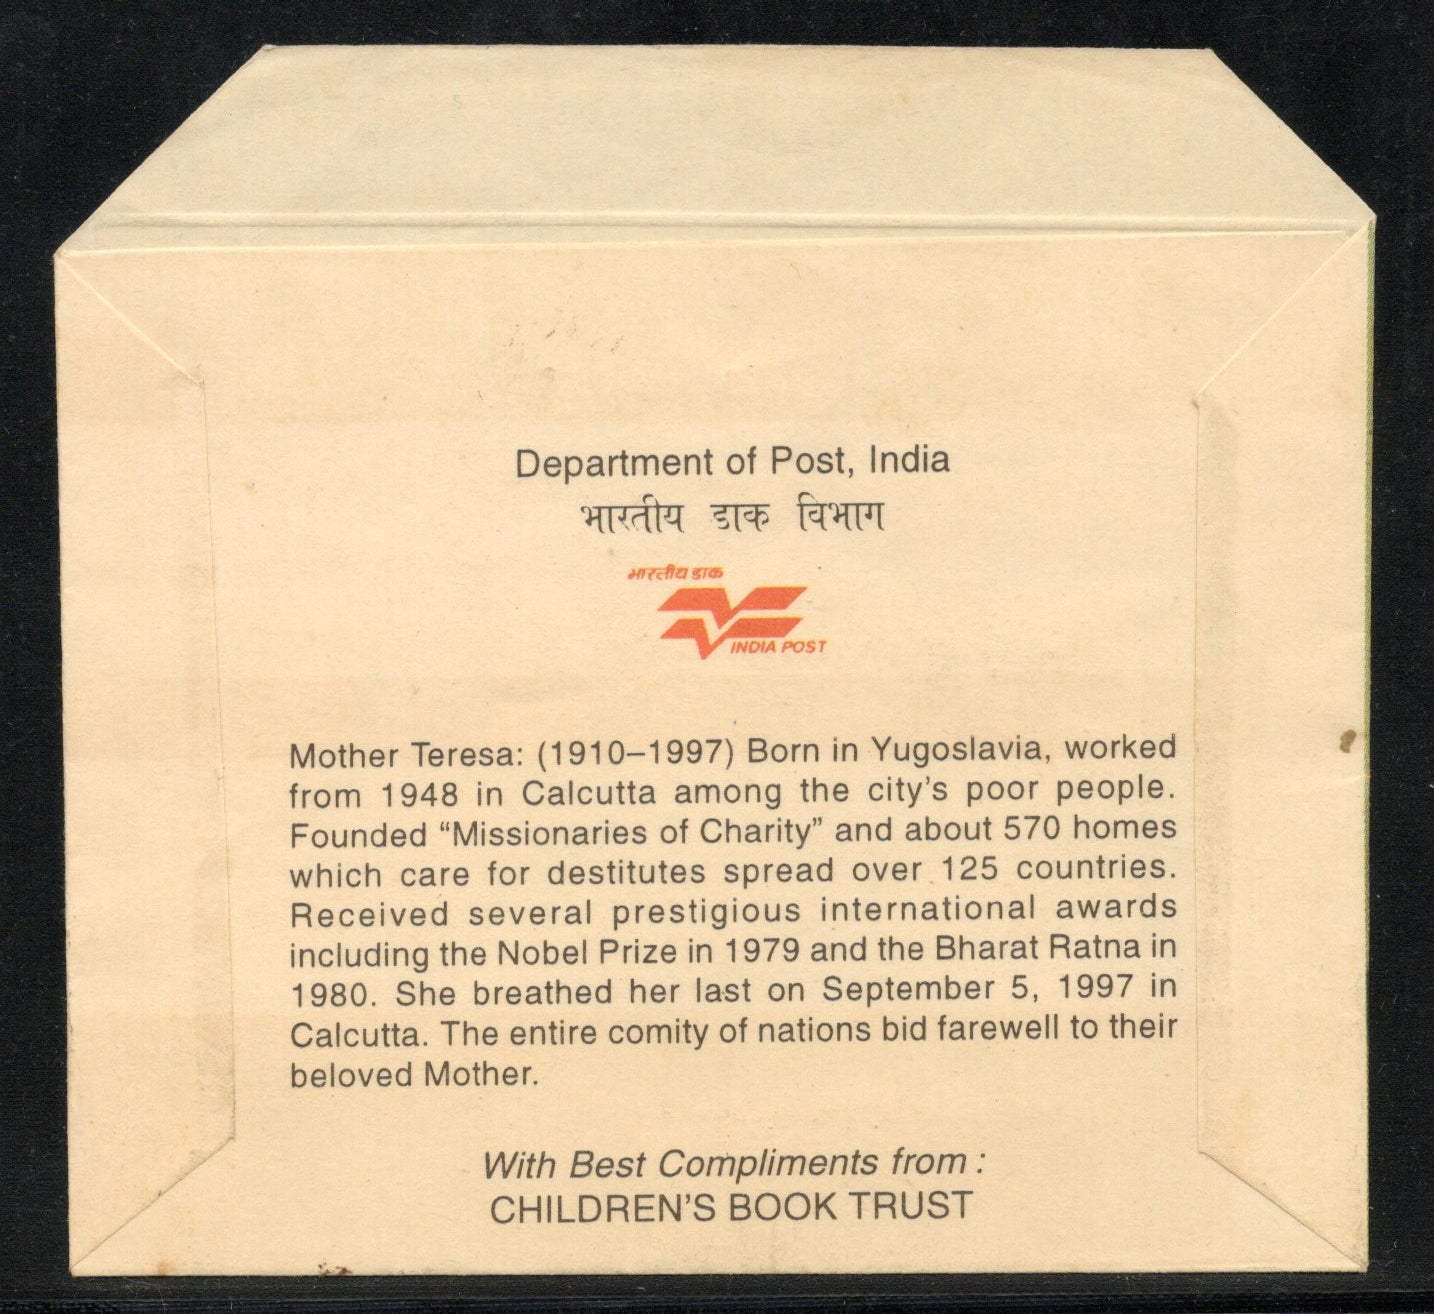 Department of Post, India
भारतीय डाक विभाग
भारतीय डाक
INDIA POST
Mother Teresa: (1910–1997) Born in Yugoslavia, worked
from 1948 in Calcutta among the city's poor people.
Founded “Missionaries of Charity” and about 570 homes
which care for destitutes spread over 125 countries.
Received several prestigious international awards
including the Nobel Prize in 1979 and the Bharat Ratna in
1980. She breathed her last on September 5, 1997 in
Calcutta. The entire comity of nations bid farewell to their
beloved Mother.
With Best Compliments from :
CHILDREN'S BOOK TRUST